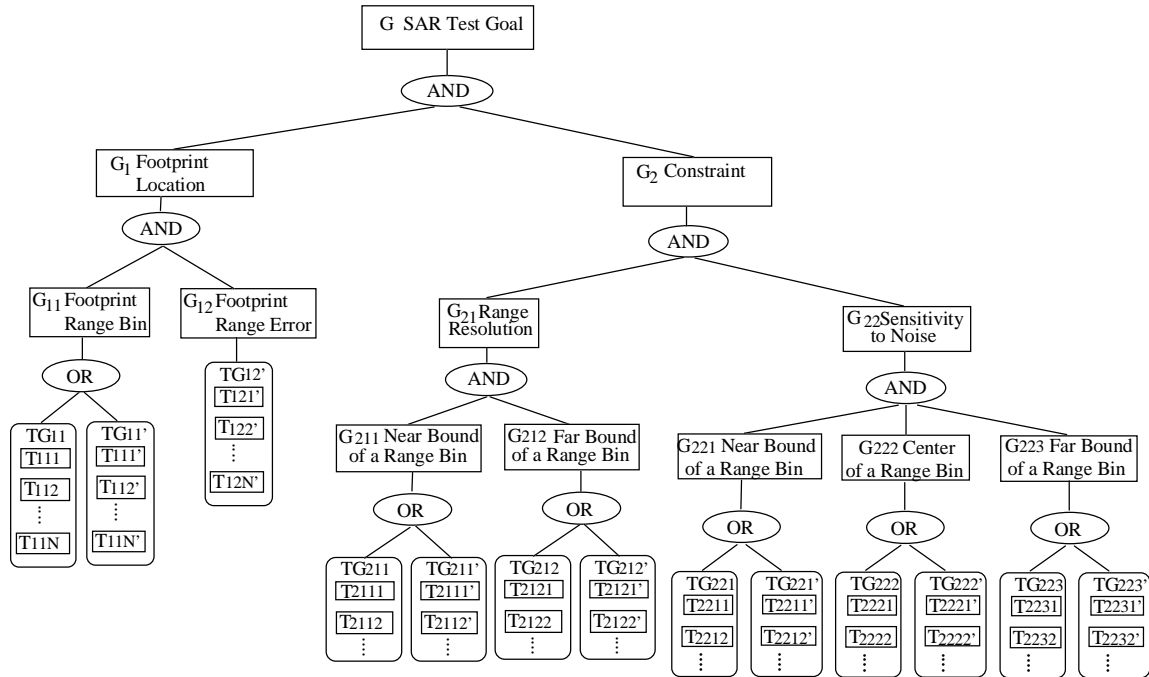 G SAR Test Goal
AND
G1 Footprint
Location
G2 Constraint
AND
AND
G11 Footprint
Range Bin
G12 Footprint
Range Error
G21 Range
Resolution
G22 Sensitivity
to Noise
OR
AND
AND
TG11
T111
T112
T11N
TG11’
T111’
T112’
T11N’
TG12’
T121’
T122’
T12N’
G211 Near Bound
of a Range Bin
G212 Far Bound
of a Range Bin
G221 Near Bound
of a Range Bin
G222 Center
of a Range Bin
G223 Far Bound
of a Range Bin
OR
OR
OR
OR
OR
TG211
T2111
T2112
TG211’
T2111’
T2112’
TG212
T2121
T2122
TG212’
T2121’
T2122’
TG221
T2211
T2212
TG221’
T2211’
T2212’
TG222
T2221
T2222
TG222’
T2221’
T2222’
TG223
T2231
T2232
TG223’
T2231’
T2232’